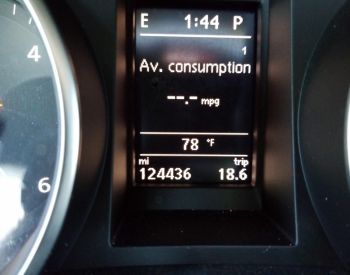 E 1:44 P
1
Av. consumption
--.- mpg
78 °F
mi trip
124436 18.6
4
6